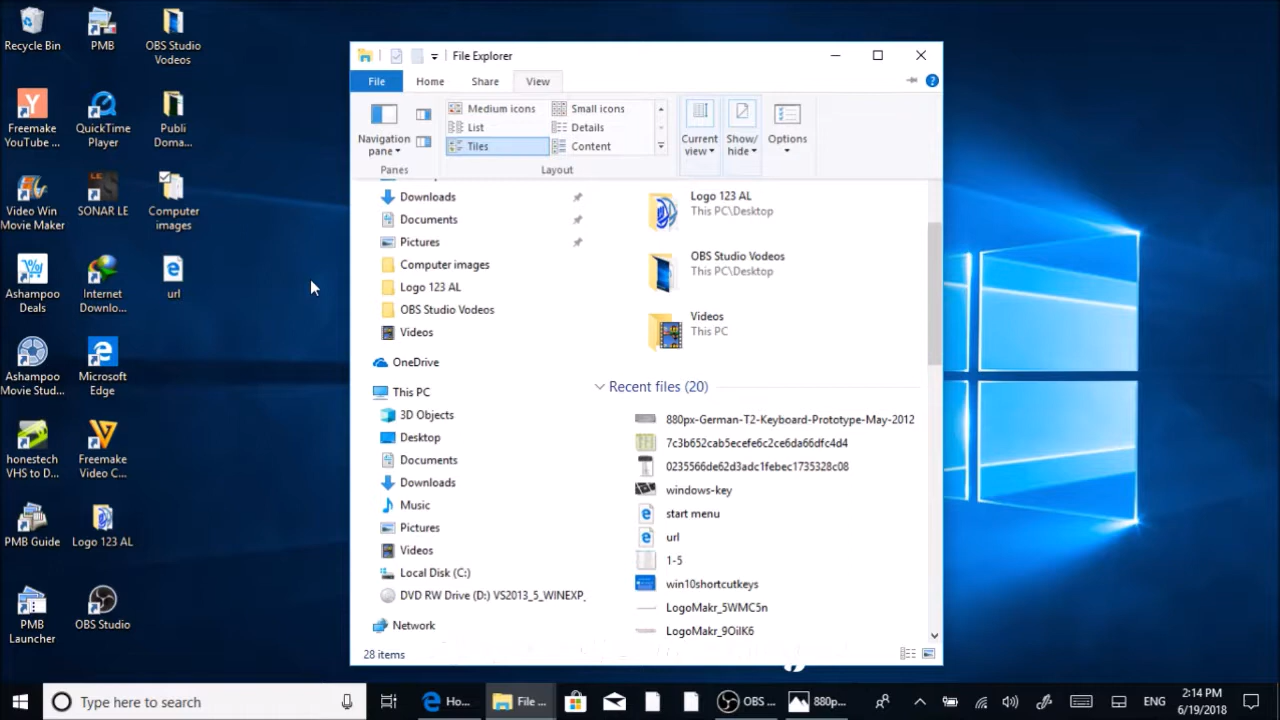 Recycle Bin
PMB
OBS Studio
Vodeos
Freemake
YouTube ...
QuickTime
Player
Publi
Doma...
Video Win
Movie Maker
SONAR LE
Computer
images
Ashampoo
Deals
Internet
Downlo...
url
Ashampoo
Movie Stud...
Microsoft
Edge
honestech
VHS to D...
Freemake
Video C...
PMB Guide
Logo 123 AL
PMB
Launcher
OBS Studio
File Explorer
File Home Share View
Navigation
pane
Medium icons Small icons
List Details
Tiles Content
Current
view
Show/
hide
Options
Panes Layout
Downloads
Documents
Pictures
Computer images
Logo 123 AL
OBS Studio Vodeos
Videos
OneDrive
This PC
3D Objects
Desktop
Documents
Downloads
Music
Pictures
Videos
Local Disk (C:)
DVD RW Drive (D:) VS2013_5_WINEXP_
Network
Logo 123 AL
This PC\Desktop
OBS Studio Vodeos
This PC\Desktop
Videos
This PC
Recent files (20)
880px-German-T2-Keyboard-Prototype-May-2012
7c3b652cab5ecefe6c2ce6da66dfc4d4
0235566de62d3adc1febec1735328c08
windows-key
start menu
url
1-5
win10shortcutkeys
LogoMakr_5WMC5n
LogoMakr_9OilK6
28 items
Type here to search
Ho...
File ...
OBS ...
880p...
ENG
2:14 PM
6/19/2018